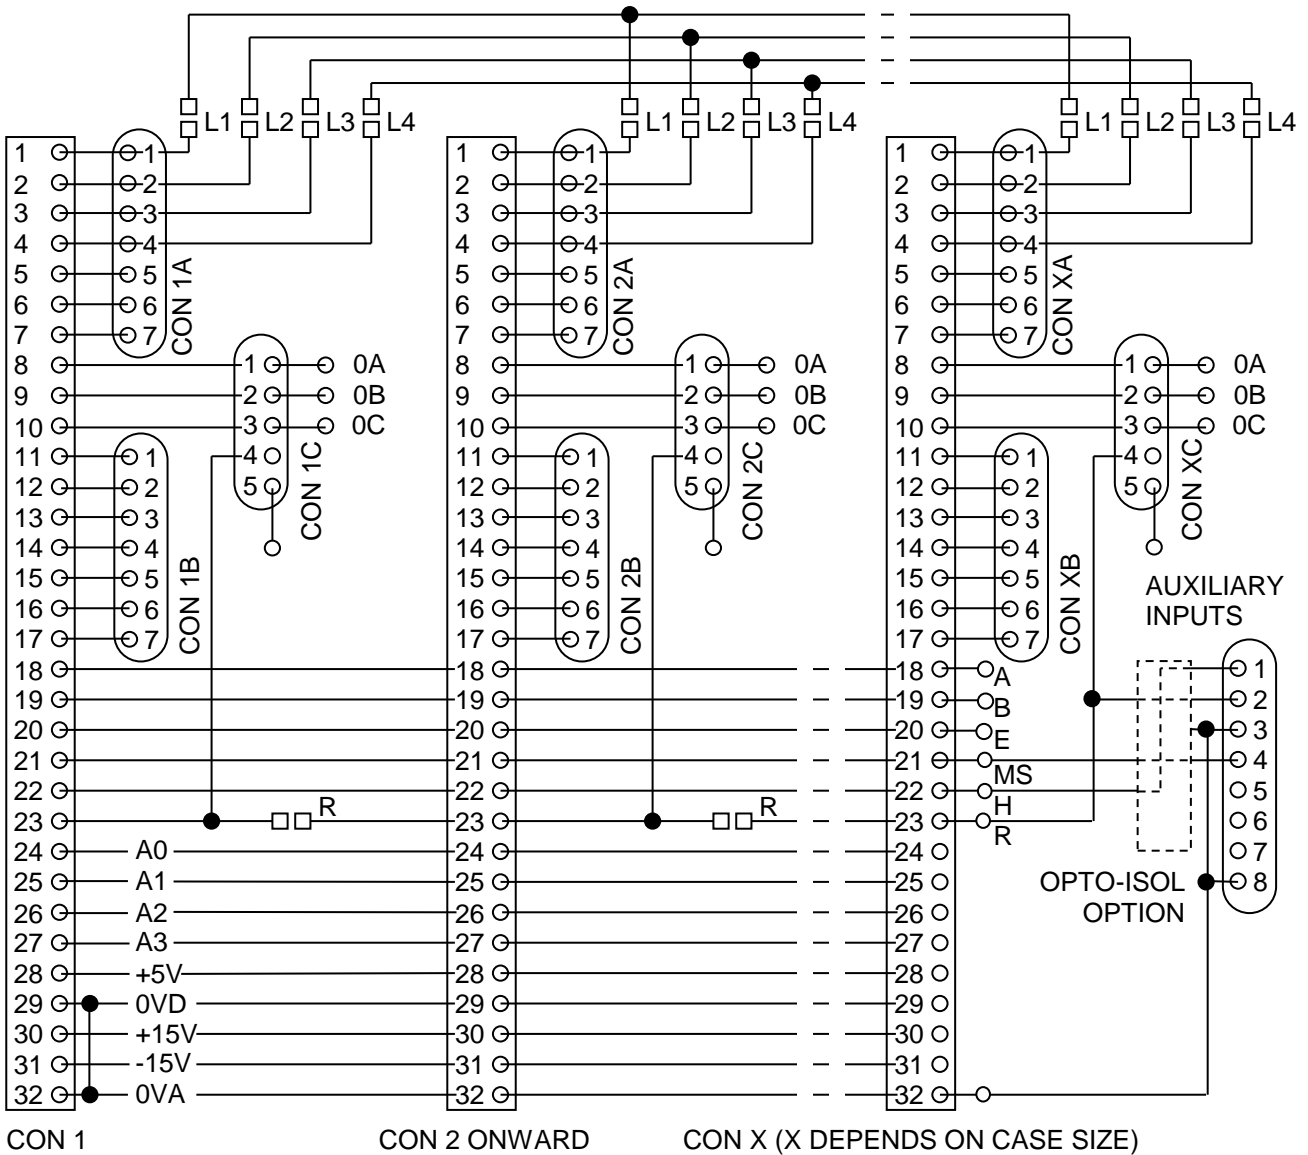 L1 L2 L3 L4 L1 L2 L3 L4 L1 L2 L3 L4
1 1 1 1 1 1
2 2 2 2 2 2
3 3 3 3 3 3
4 4 4 4 4 4
5 5 5 5 5 5
6 6 6 6 6 6
7 7 7 7 7 7
CON 1A CON 2A CON XA
8 1 0A 8 1 0A 8 1 0A
9 2 0B 9 2 0B 9 2 0B
10 3 0C 10 3 0C 10 3 0C
11 1 4 11 1 4 11 1 4
12 2 5 12 2 5 12 2 5
CON 1C CON 2C CON XC
13 3 13 3 13 3
14 4 14 4 14 4
15 5 15 5 15 5
16 6 16 6 16 6
17 7 17 7 17 7
CON 1B CON 2B CON XB
AUXILIARY
INPUTS
18 18 18 A 1
19 19 19 B 2
20 20 20 E 3
21 21 21 MS 4
22 22 22 H 5
23 R 23 R 23 R 6
24 A0 24 24 7
25 A1 25 25 8
OPTO-ISOL
OPTION
26 A2 26 26
27 A3 27 27
28 +5V 28 28
29 0VD 29 29
30 +15V 30 30
31 -15V 31 31
32 0VA 32 32
CON 1 CON 2 ONWARD CON X (X DEPENDS ON CASE SIZE)